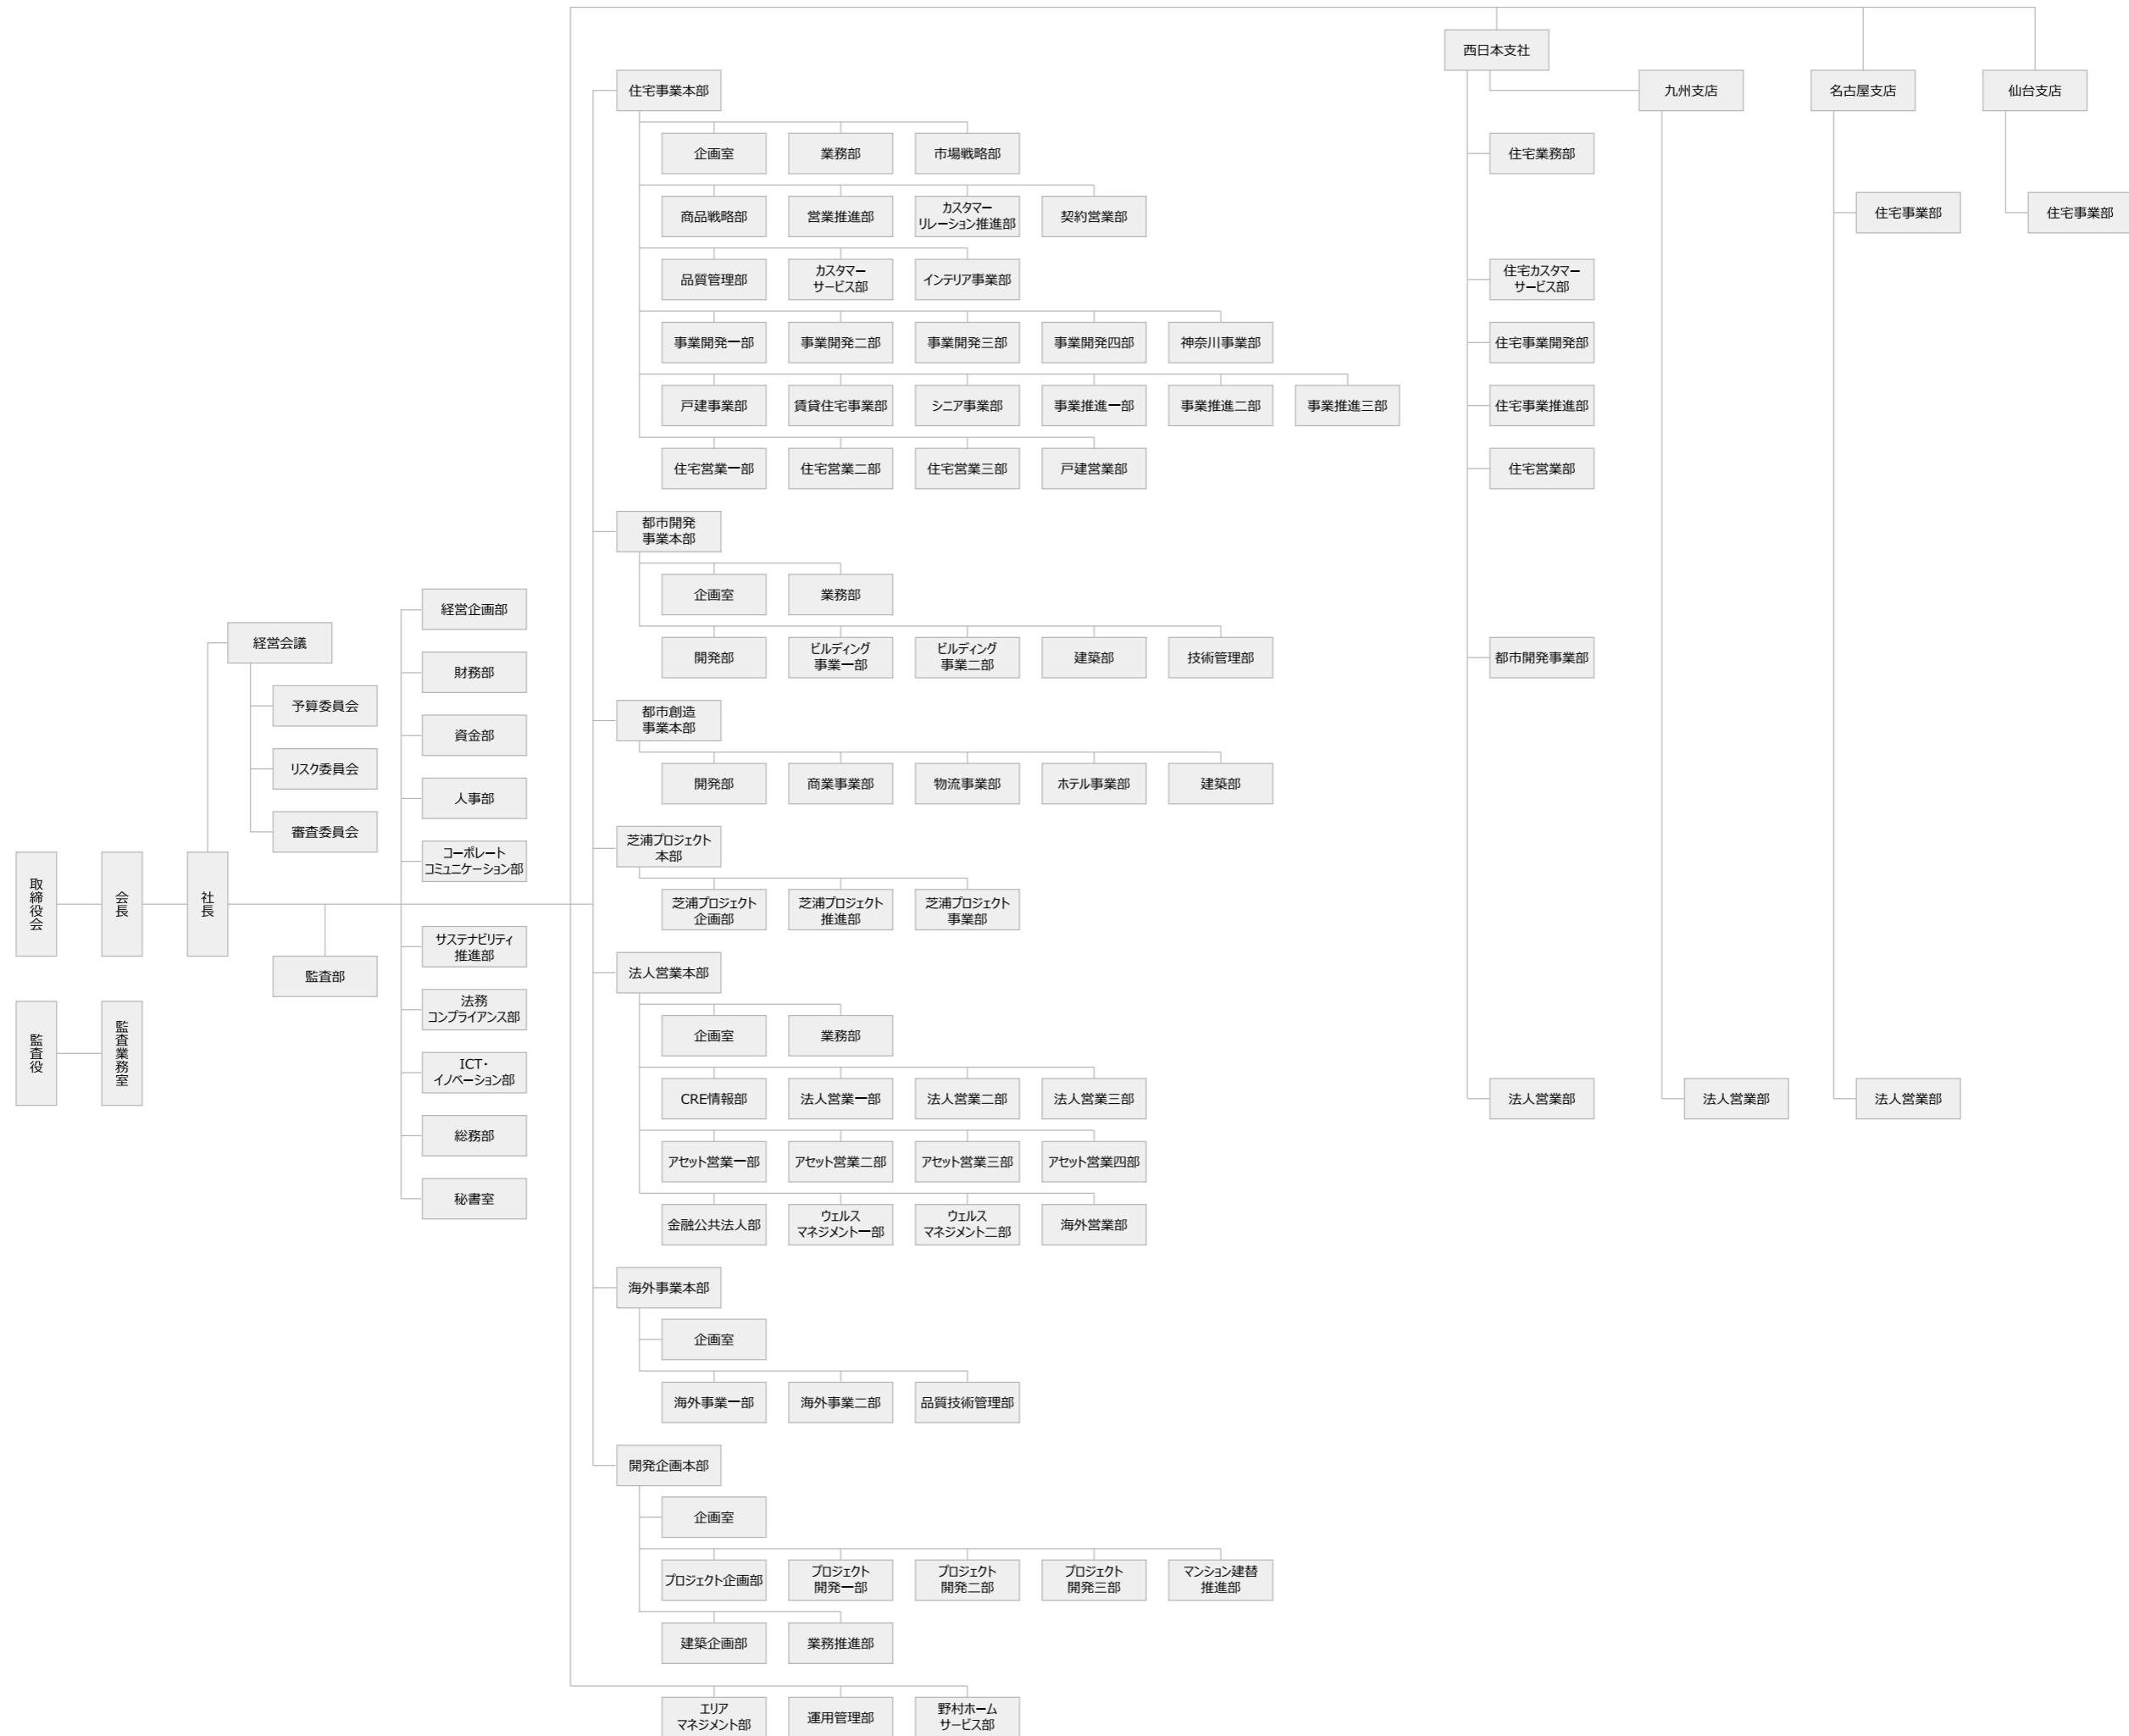 西日本支社
住宅事業本部
九州支店
名古屋支店
仙台支店
企画室
業務部
市場戦略部
住宅業務部
商品戦略部
営業推進部
カスタマー
リレーション推進部
契約営業部
住宅事業部
住宅事業部
品質管理部
カスタマー
サービス部
インテリア事業部
住宅カスタマー
サービス部
事業開発一部
事業開発二部
事業開発三部
事業開発四部
神奈川事業部
住宅事業開発部
戸建事業部
賃貸住宅事業部
シニア事業部
事業推進一部
事業推進二部
事業推進三部
住宅事業推進部
住宅営業一部
住宅営業二部
住宅営業三部
戸建営業部
住宅営業部
都市開発
事業本部
企画室
業務部
開発部
ビルディング
事業一部
ビルディング
事業二部
建築部
技術管理部
都市開発事業部
都市創造
事業本部
開発部
商業事業部
物流事業部
ホテル事業部
建築部
芝浦プロジェクト
本部
芝浦プロジェクト
企画部
芝浦プロジェクト
推進部
芝浦プロジェクト
事業部
経営企画部
経営会議
財務部
予算委員会
資金部
リスク委員会
人事部
審査委員会
コーポレート
コミュニケーション部
取締役会
会長
社長
サステナビリティ
推進部
監査部
法務
コンプライアンス部
監査役
監査業務室
ICT・
イノベーション部
総務部
秘書室
法人営業本部
企画室
業務部
CRE情報部
法人営業一部
法人営業二部
法人営業三部
法人営業部
法人営業部
法人営業部
アセット営業一部
アセット営業二部
アセット営業三部
アセット営業四部
金融公共法人部
ウェルス
マネジメント一部
ウェルス
マネジメント二部
海外営業部
海外事業本部
企画室
海外事業一部
海外事業二部
品質技術管理部
開発企画本部
企画室
プロジェクト企画部
プロジェクト
開発一部
プロジェクト
開発二部
プロジェクト
開発三部
マンション建替
推進部
建築企画部
業務推進部
エリア
マネジメント部
運用管理部
野村ホーム
サービス部